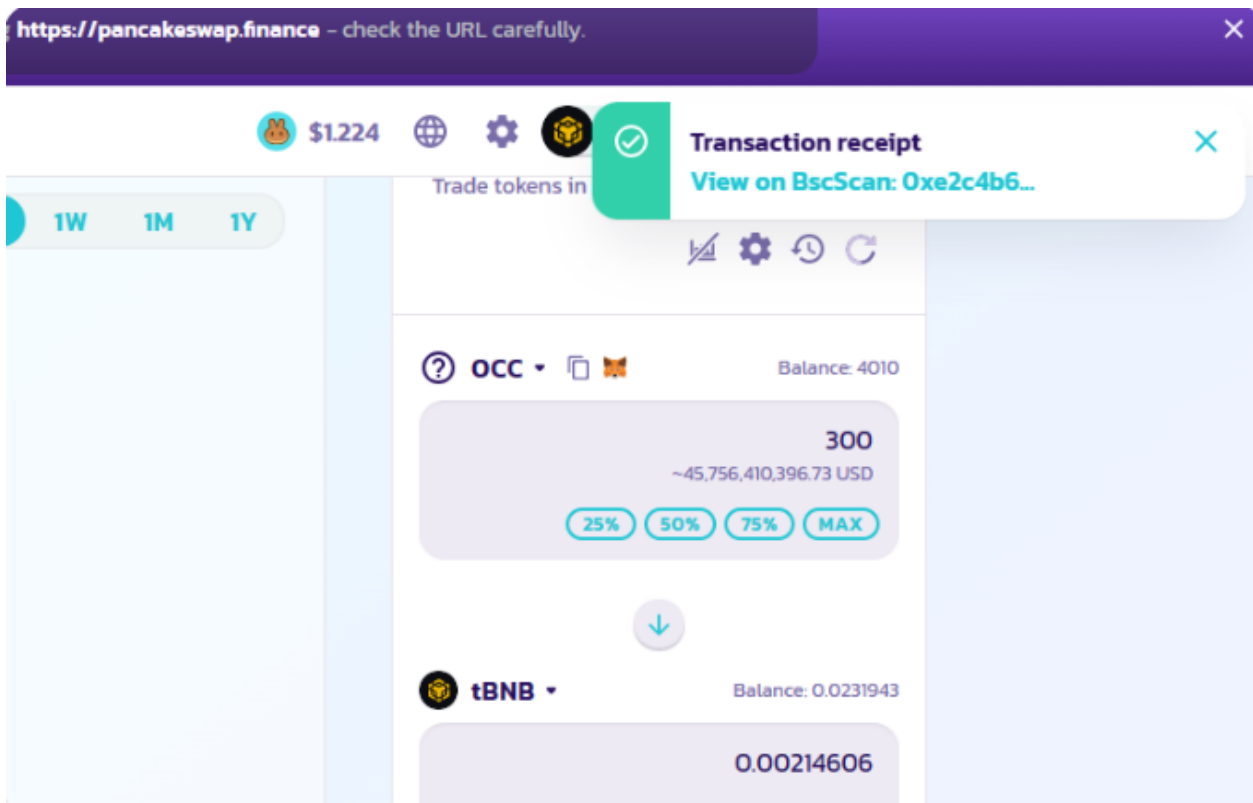 https://pancakeswap.finance – check the URL carefully.
$1.224
Transaction receipt
View on BscScan: 0xe2c4b6...
Trade tokens in
1W 1M 1Y
OCC Balance: 4010
300
~45,756,410,396.73 USD
25% 50% 75% MAX
tBNB Balance: 0.0231943
0.00214606